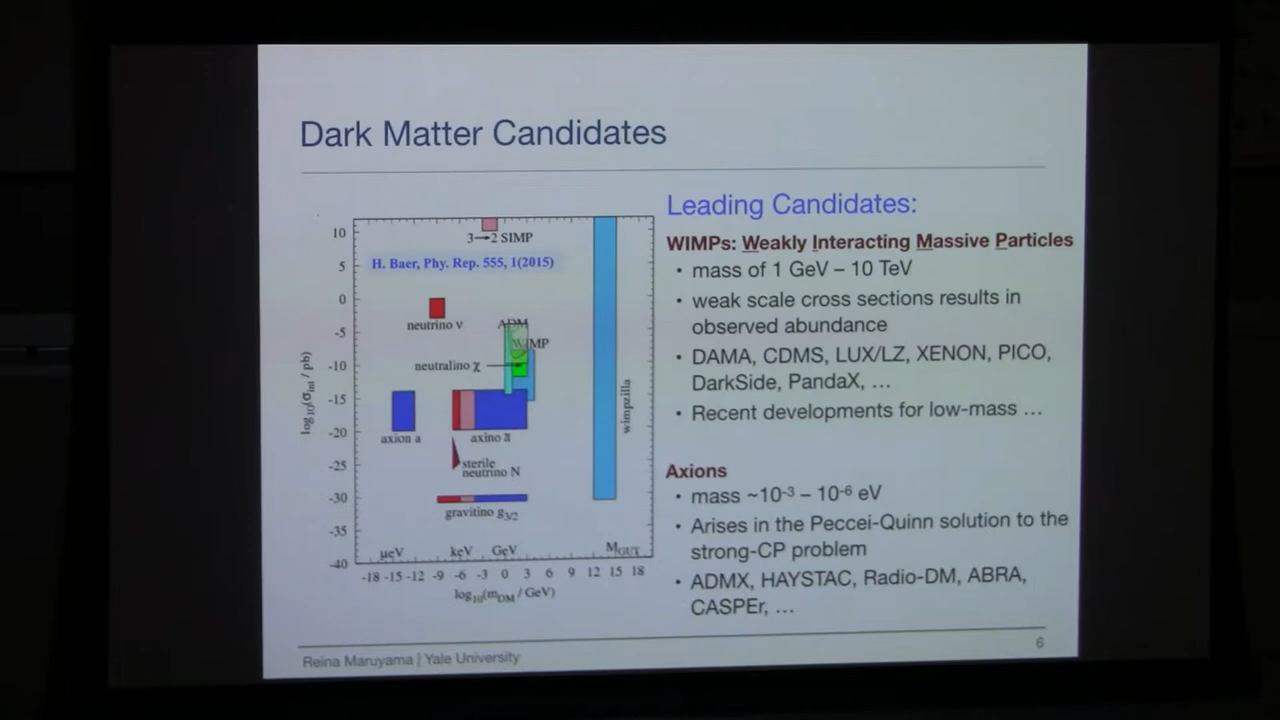 Dark Matter Candidates
Leading Candidates:
WIMPs: Weakly Interacting Massive Particles
• mass of 1 GeV – 10 TeV
• weak scale cross sections results in
observed abundance
• DAMA, CDMS, LUX/LZ, XENON, PICO,
DarkSide, PandaX, …
• Recent developments for low-mass …
Axions
• mass ~10-3 – 10-6 eV
• Arises in the Peccei-Quinn solution to the
strong-CP problem
• ADMX, HAYSTAC, Radio-DM, ABRA,
CASPEr, …
3→2 SIMP
H. Baer, Phy. Rep. 555, 1(2015)
neutrino ν
ADM
WIMP
neutralino χ
axion a
axino ã
sterile
neutrino N
gravitino g3/2
wimpzilla
μeV
keV
GeV
MGUT
10
5
0
-5
-10
-15
-20
-25
-30
-35
-40
log10(σint / pb)
-18 -15 -12 -9 -6 -3 0 3 6 9 12 15 18
log10(mDM / GeV)
Reina Maruyama | Yale University
6